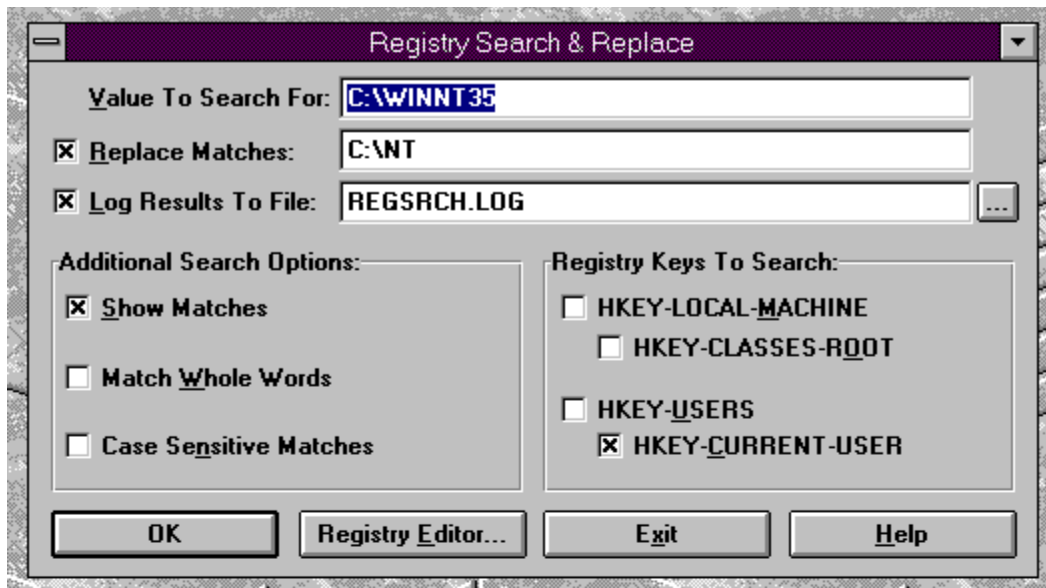 Registry Search & Replace
Value To Search For: C:\WINNT35
Replace Matches: C:\NT
Log Results To File: REGSRCH.LOG ...
Additional Search Options:
Show Matches
Match Whole Words
Case Sensitive Matches
Registry Keys To Search:
HKEY-LOCAL-MACHINE
HKEY-CLASSES-ROOT
HKEY-USERS
HKEY-CURRENT-USER
OK Registry Editor... Exit Help